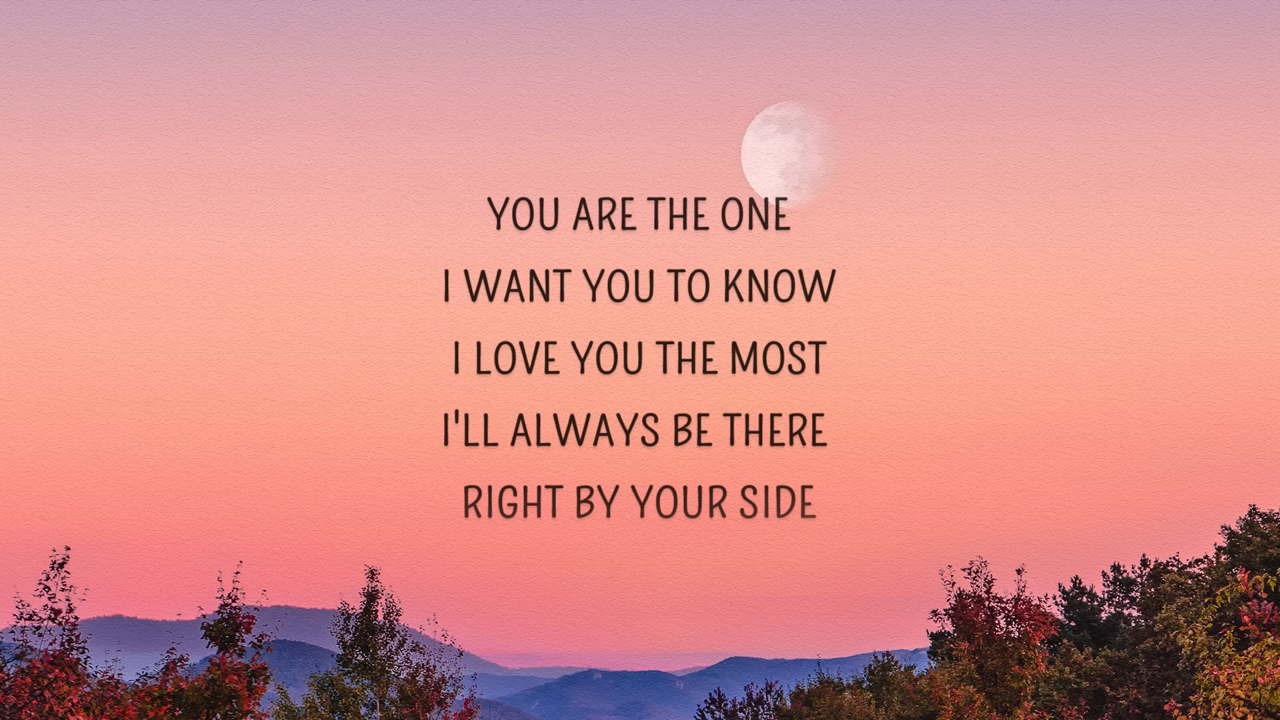 YOU ARE THE ONE
I WANT YOU TO KNOW
I LOVE YOU THE MOST
I'LL ALWAYS BE THERE
RIGHT BY YOUR SIDE